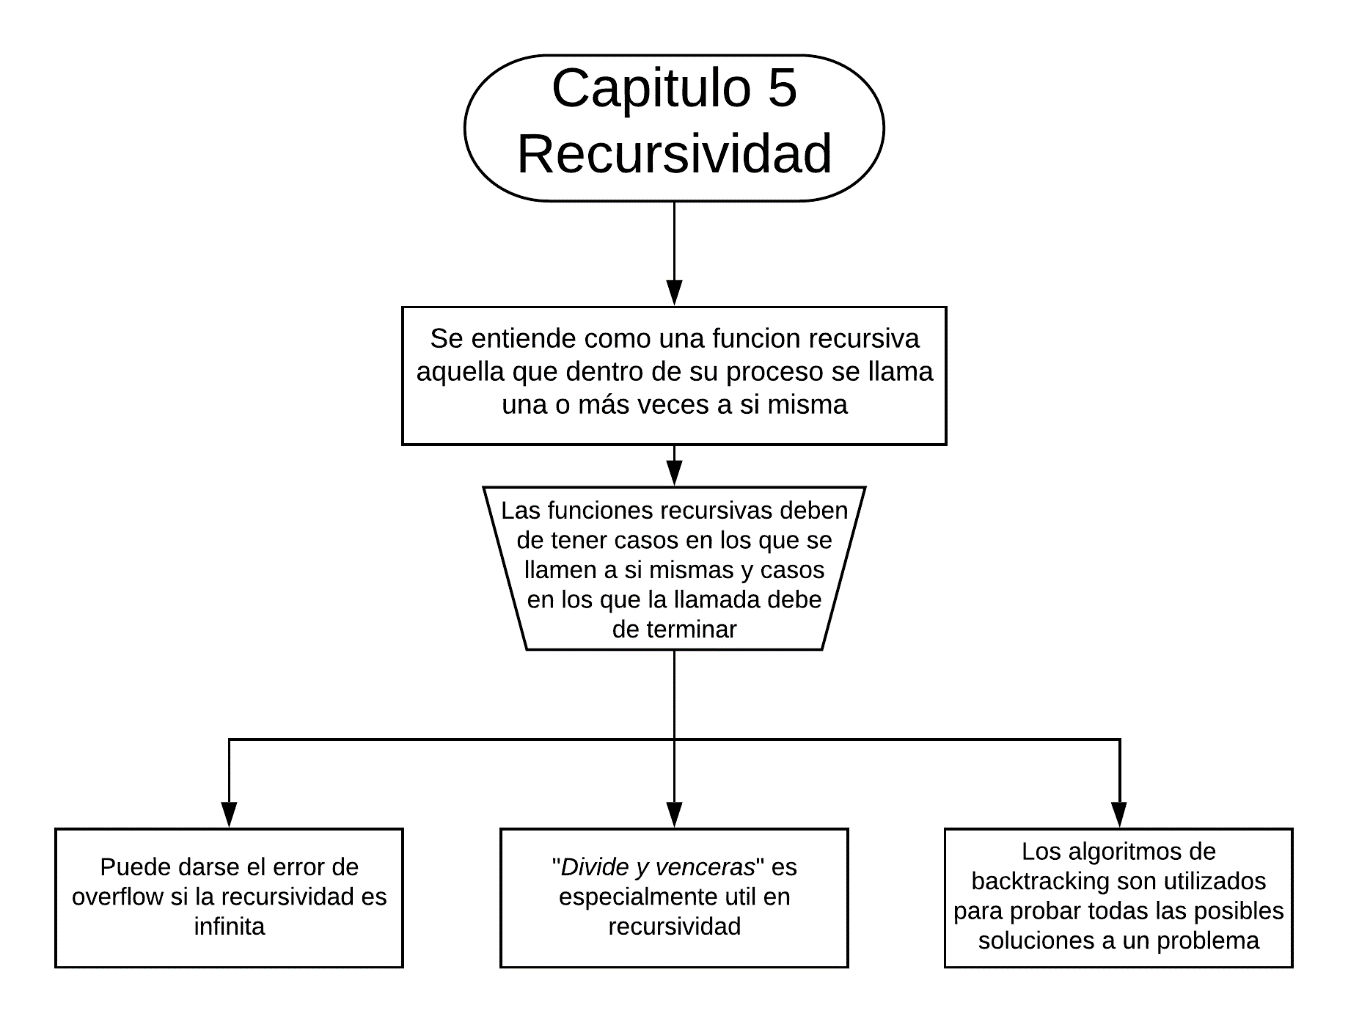 Capitulo 5
Recursividad
Se entiende como una funcion recursiva
aquella que dentro de su proceso se llama
una o más veces a si misma
Las funciones recursivas deben
de tener casos en los que se
llamen a si mismas y casos
en los que la llamada debe
de terminar
Puede darse el error de
overflow si la recursividad es
infinita
"Divide y venceras" es
especialmente util en
recursividad
Los algoritmos de
backtracking son utilizados
para probar todas las posibles
soluciones a un problema